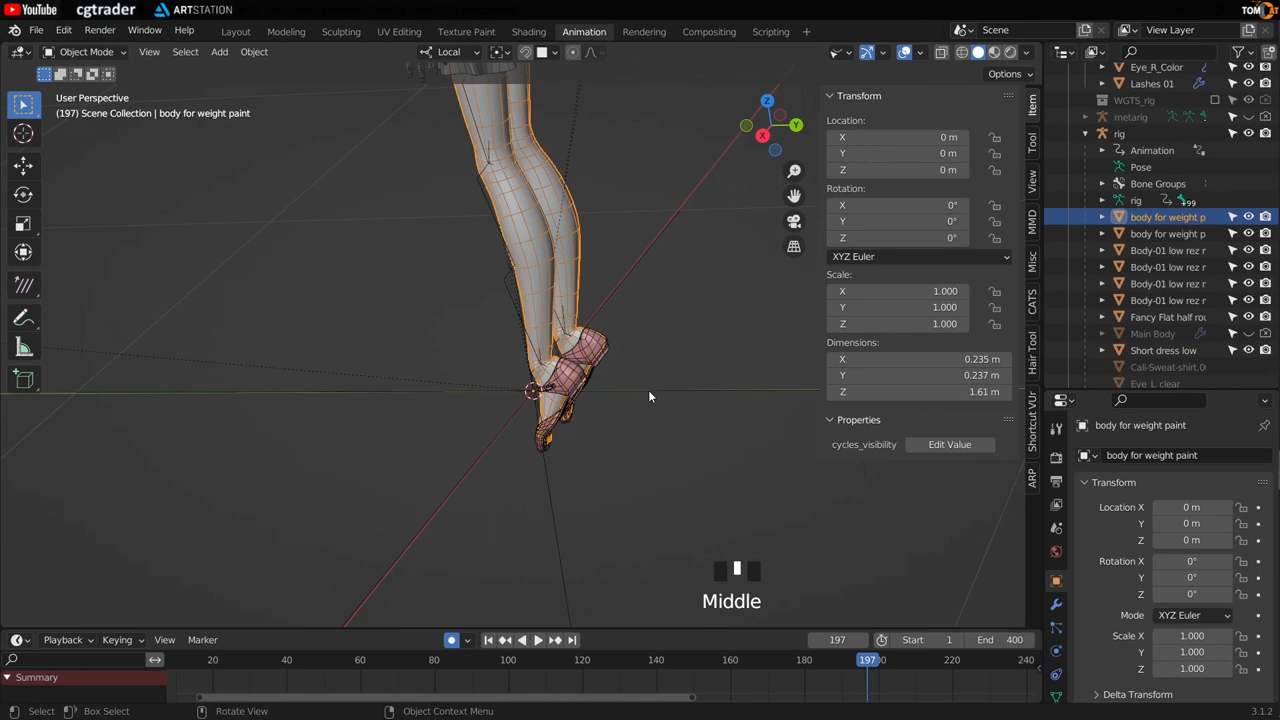 YouTube cgtrader ARTSTATION TOM CAT
File Edit Render Window Help Layout Modeling Sculpting UV Editing Texture Paint Shading Animation Rendering Compositing Scripting + Scene View Layer
Object Mode View Select Add Object Local
Options
User Perspective
(197) Scene Collection | body for weight paint
Z
Y
X
Transform
Location:
X 0 m
Y 0 m
Z 0 m
Rotation:
X 0°
Y 0°
Z 0°
XYZ Euler
Scale:
X 1.000
Y 1.000
Z 1.000
Dimensions:
X 0.235 m
Y 0.237 m
Z 1.61 m
Properties
cycles_visibility Edit Value
Item
Tool
View
MMD
Misc
CATS
Hair Tool
Shortcut VUr
ARP
Eye_R_Color
Lashes 01
WGTS_rig
metarig
rig
Animation
Pose
Bone Groups
rig 99
body for weight p
body for weight p
Body-01 low rez r
Body-01 low rez r
Body-01 low rez r
Body-01 low rez r
Fancy Flat half rou
Main Body
Short dress low
Cali-Sweat-shirt.0
Eye_L_clear
body for weight paint
body for weight paint
Transform
Location X 0 m
Y 0 m
Z 0 m
Rotation X 0°
Y 0°
Z 0°
Mode XYZ Euler
Scale X 1.000
Y 1.000
Z 1.000
Delta Transform
Middle
Playback Keying View Marker 197 Start 1 End 400
20 40 60 80 100 120 140 160 197 220 240
Summary
Select Box Select Rotate View Object Context Menu 3.1.2